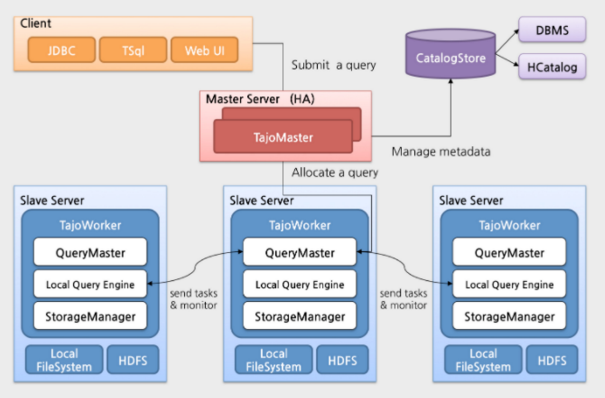 Client
JDBC
TSql
Web UI
Submit a query
CatalogStore
DBMS
HCatalog
Master Server (HA)
TajoMaster
Manage metadata
Allocate a query
Slave Server
TajoWorker
QueryMaster
Local Query Engine
StorageManager
Local
FileSystem
HDFS
send tasks
& monitor
Slave Server
TajoWorker
QueryMaster
Local Query Engine
StorageManager
Local
FileSystem
HDFS
send tasks
& monitor
Slave Server
TajoWorker
QueryMaster
Local Query Engine
StorageManager
Local
FileSystem
HDFS